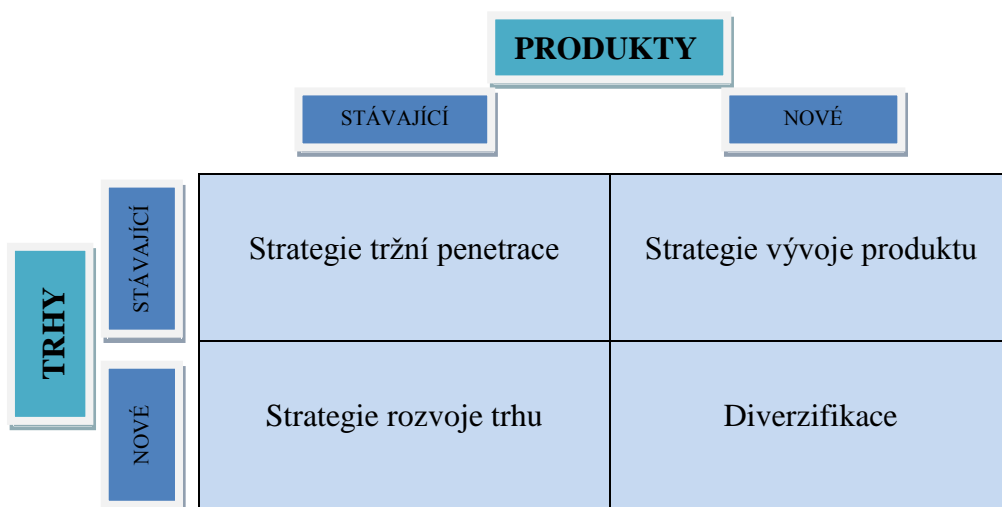 PRODUKTY
STÁVAJÍCÍ
NOVÉ
TRHY
STÁVAJÍCÍ
Strategie tržní penetrace
Strategie vývoje produktu
NOVÉ
Strategie rozvoje trhu
Diverzifikace